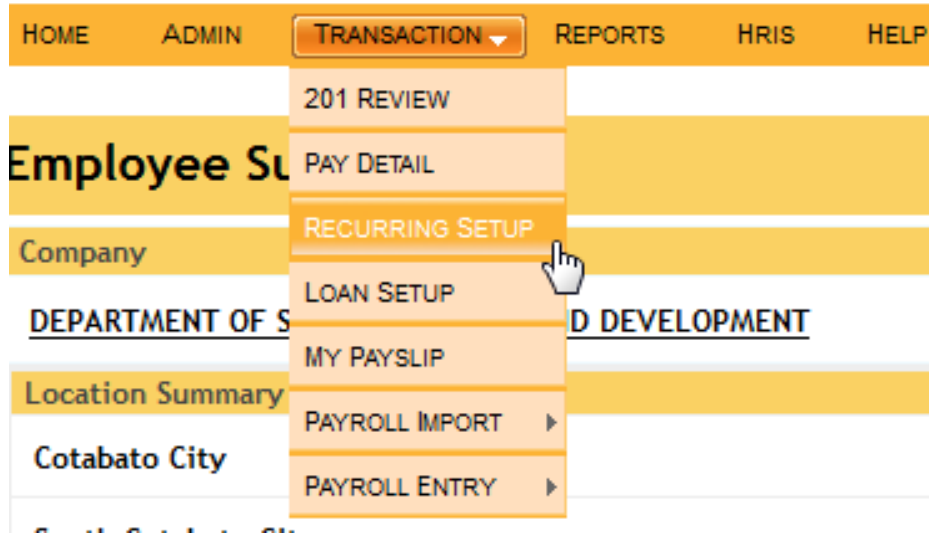 HOME ADMIN TRANSACTION REPORTS HRIS HELP
201 REVIEW
Employee Su
PAY DETAIL
RECURRING SETUP
Company
LOAN SETUP
DEPARTMENT OF S D DEVELOPMENT
MY PAYSLIP
Location Summary
PAYROLL IMPORT
Cotabato City
PAYROLL ENTRY